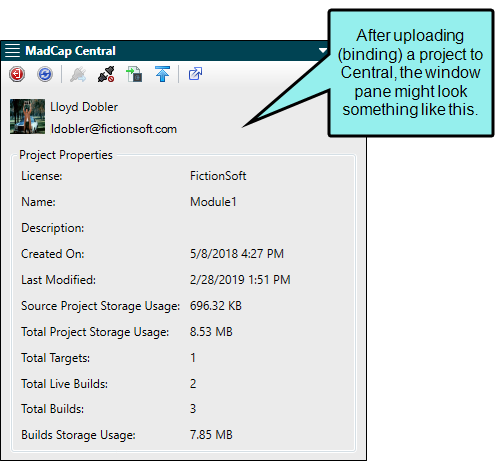 MadCap Central
After uploading
(binding) a project to
Central, the window
pane might look
something like this.
Lloyd Dobler
ldobler@fictionsoft.com
Project Properties
License: FictionSoft
Name: Module1
Description:
Created On: 5/8/2018 4:27 PM
Last Modified: 2/28/2019 1:51 PM
Source Project Storage Usage: 696.32 KB
Total Project Storage Usage: 8.53 MB
Total Targets: 1
Total Live Builds: 2
Total Builds: 3
Builds Storage Usage: 7.85 MB